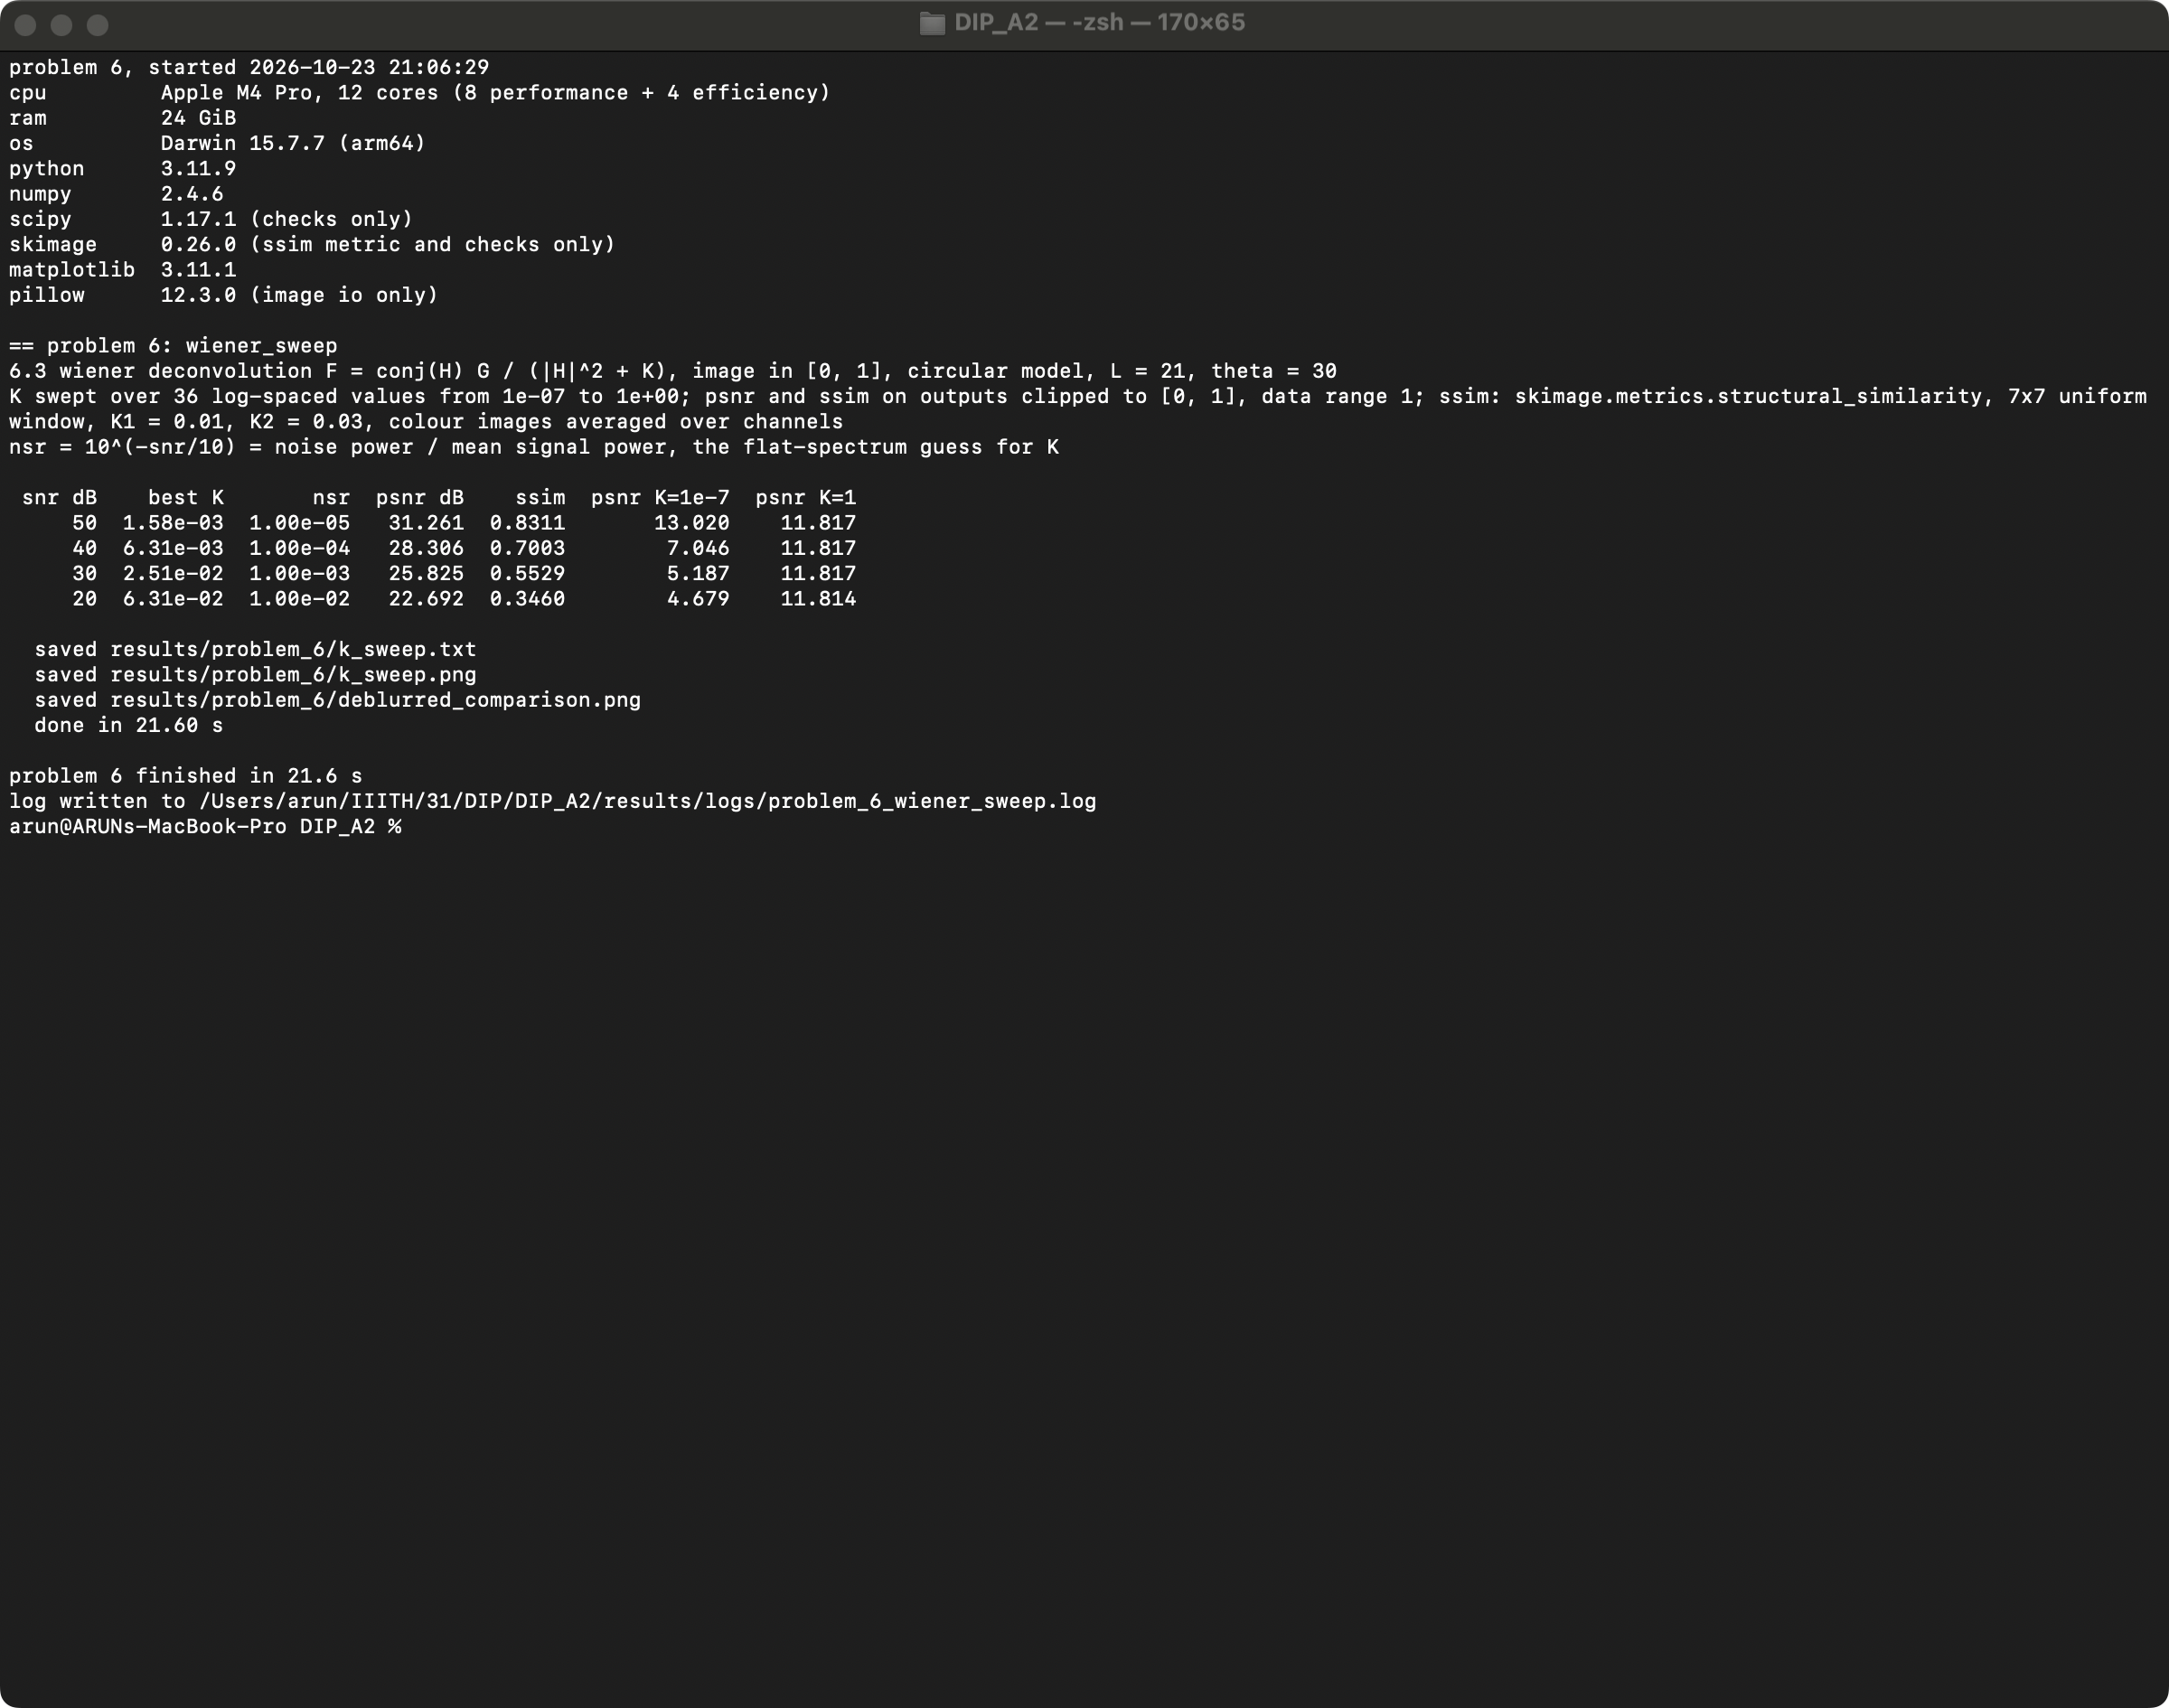 DIP_A2 — -zsh — 170×65
problem 6, started 2026-10-23 21:06:29
cpu         Apple M4 Pro, 12 cores (8 performance + 4 efficiency)
ram         24 GiB
os          Darwin 15.7.7 (arm64)
python      3.11.9
numpy       2.4.6
scipy       1.17.1 (checks only)
skimage     0.26.0 (ssim metric and checks only)
matplotlib  3.11.1
pillow      12.3.0 (image io only)

== problem 6: wiener_sweep
6.3 wiener deconvolution F = conj(H) G / (|H|^2 + K), image in [0, 1], circular model, L = 21, theta = 30
K swept over 36 log-spaced values from 1e-07 to 1e+00; psnr and ssim on outputs clipped to [0, 1], data range 1; ssim: skimage.metrics.structural_similarity, 7x7 uniform
window, K1 = 0.01, K2 = 0.03, colour images averaged over channels
nsr = 10^(-snr/10) = noise power / mean signal power, the flat-spectrum guess for K

 snr dB    best K       nsr  psnr dB    ssim  psnr K=1e-7  psnr K=1
     50  1.58e-03  1.00e-05   31.261  0.8311       13.020    11.817
     40  6.31e-03  1.00e-04   28.306  0.7003        7.046    11.817
     30  2.51e-02  1.00e-03   25.825  0.5529        5.187    11.817
     20  6.31e-02  1.00e-02   22.692  0.3460        4.679    11.814

  saved results/problem_6/k_sweep.txt
  saved results/problem_6/k_sweep.png
  saved results/problem_6/deblurred_comparison.png
  done in 21.60 s

problem 6 finished in 21.6 s
log written to /Users/arun/IIITH/31/DIP/DIP_A2/results/logs/problem_6_wiener_sweep.log
arun@ARUNs-MacBook-Pro DIP_A2 %